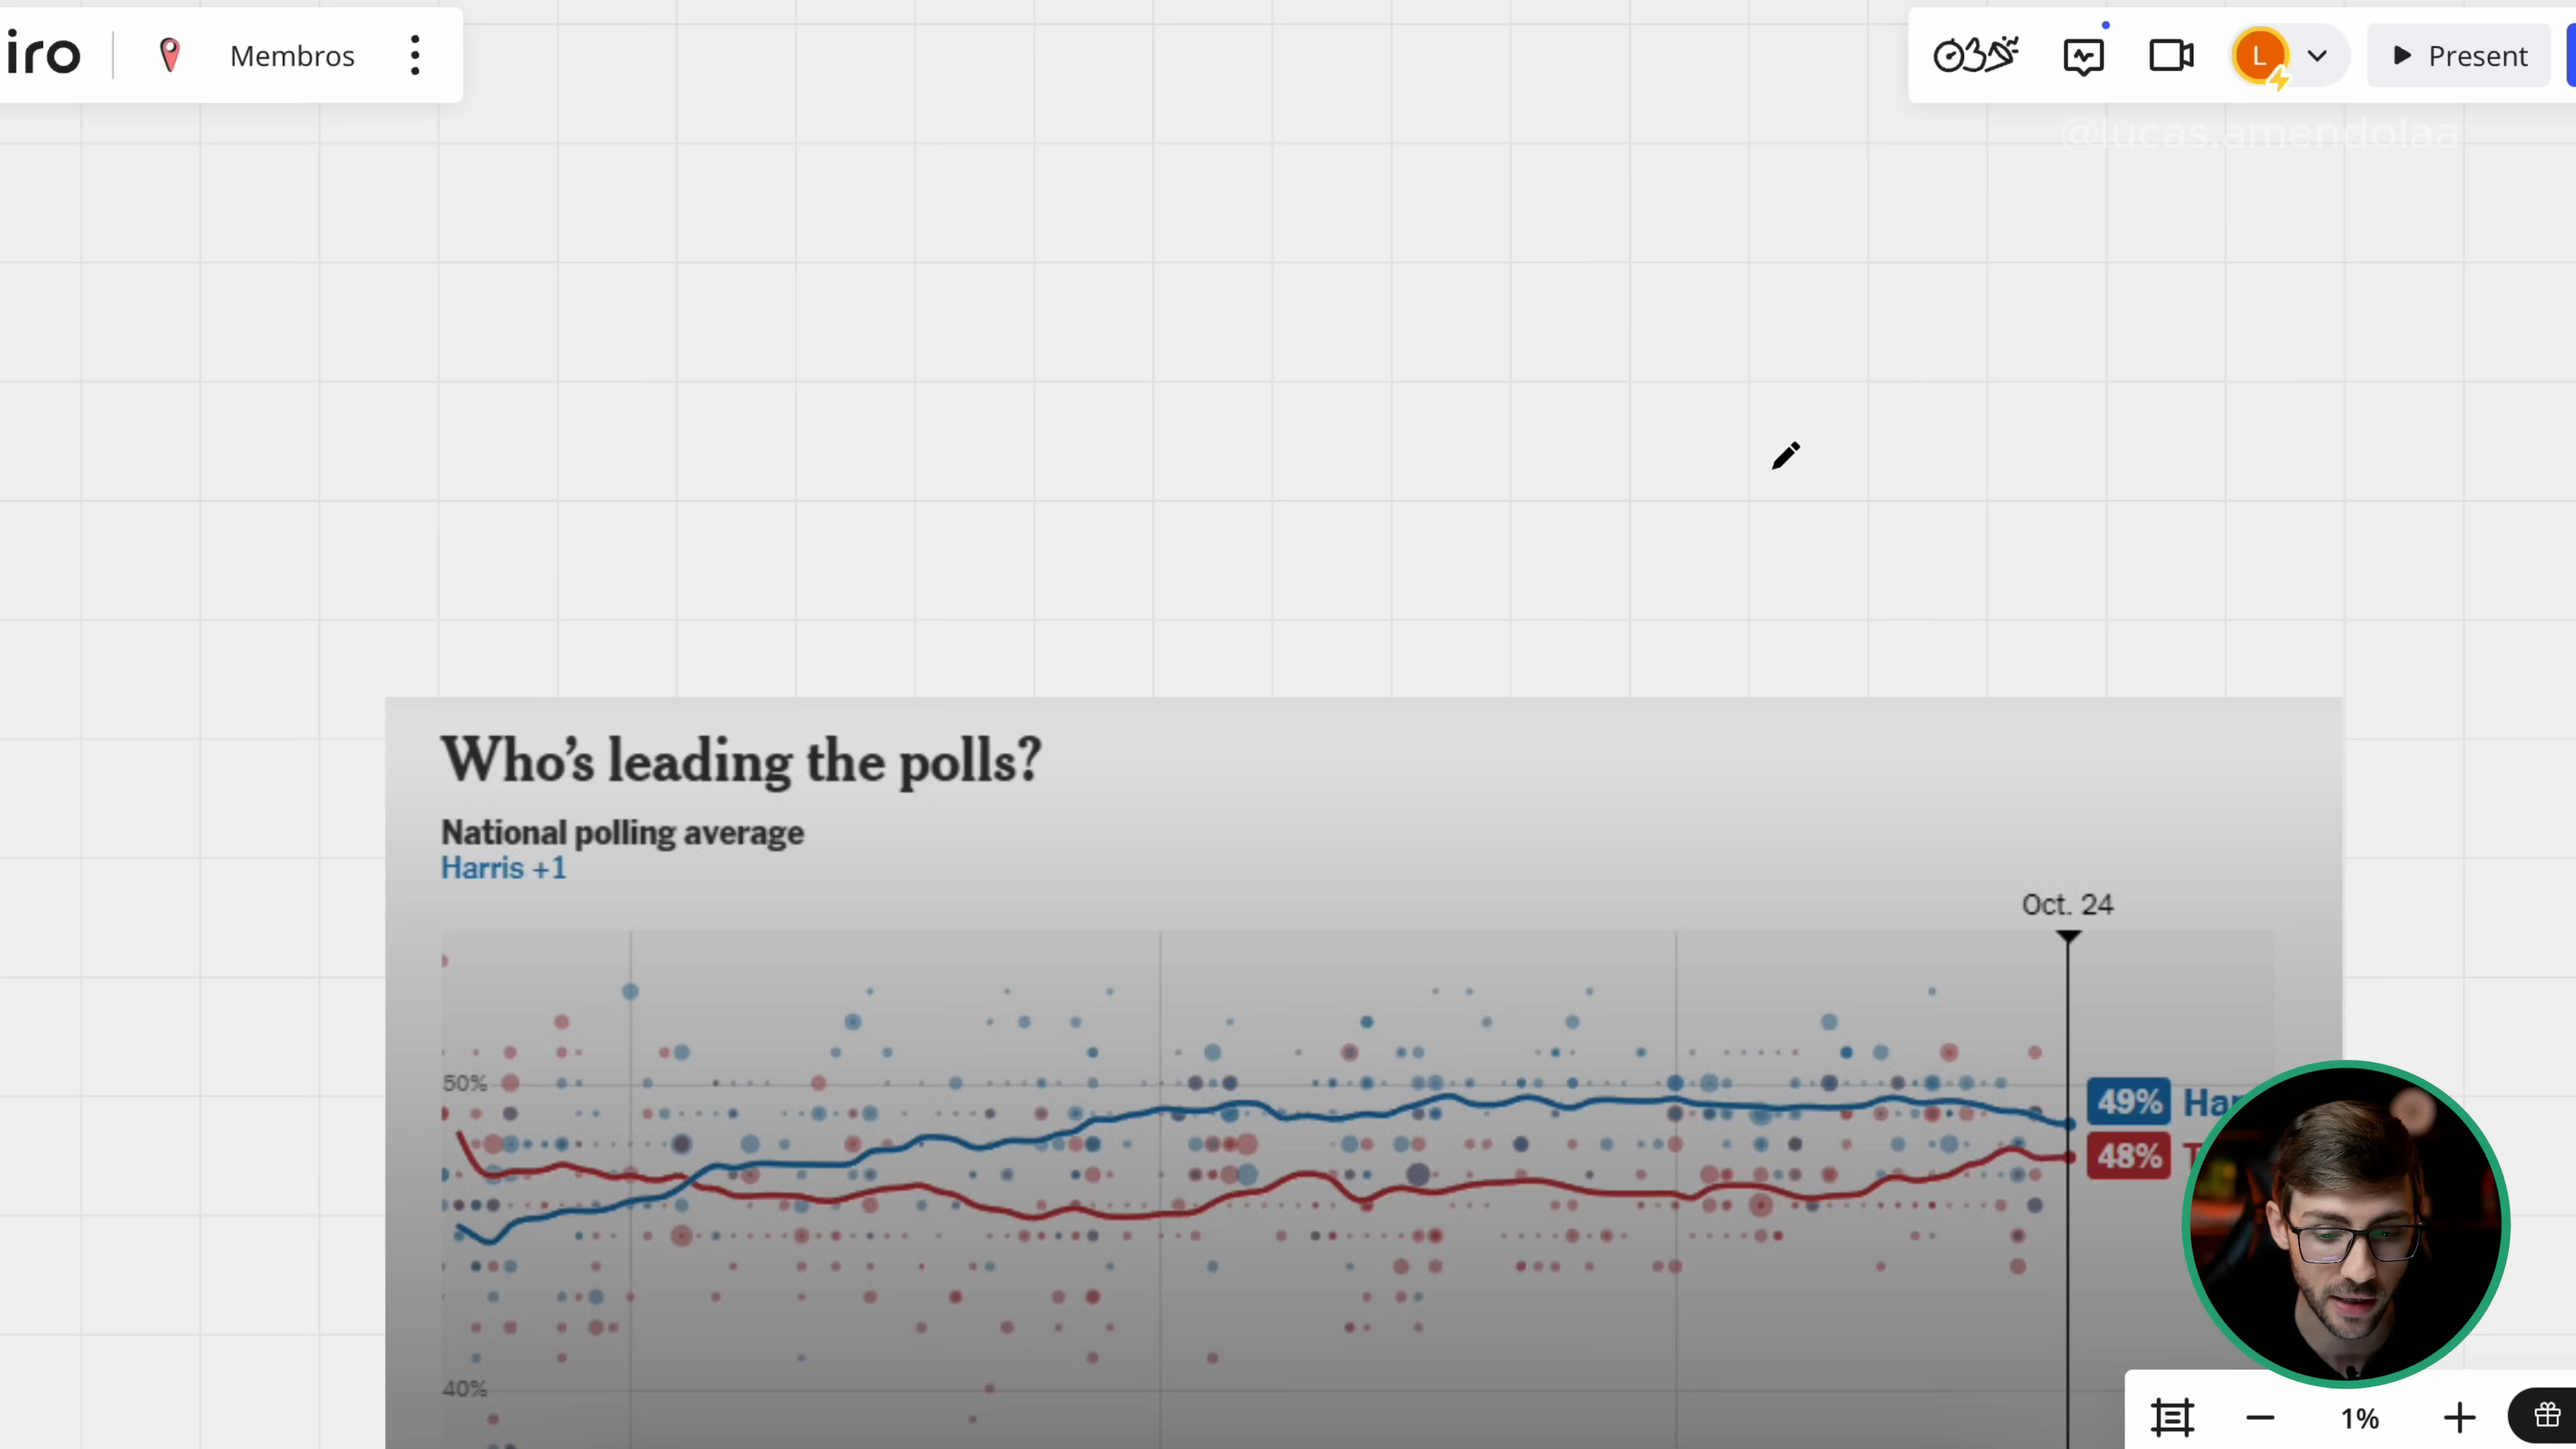 iro
Membros
L
Present
@lucas.amendolaa
Who's leading the polls?
National polling average
Harris +1
Oct. 24
50%
49% Har
48% T
40%
1%